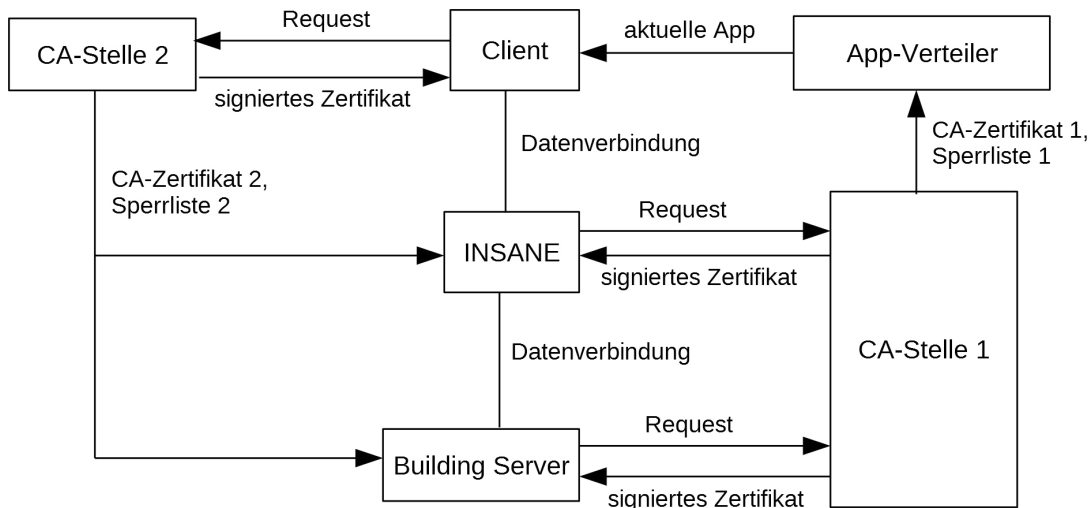 Request
CA-Stelle 2
Client
aktuelle App
App-Verteiler
signiertes Zertifikat
Datenverbindung
CA-Zertifikat 1,
Sperrliste 1
CA-Zertifikat 2,
Sperrliste 2
Request
INSANE
signiertes Zertifikat
Datenverbindung
CA-Stelle 1
Request
Building Server
signiertes Zertifikat